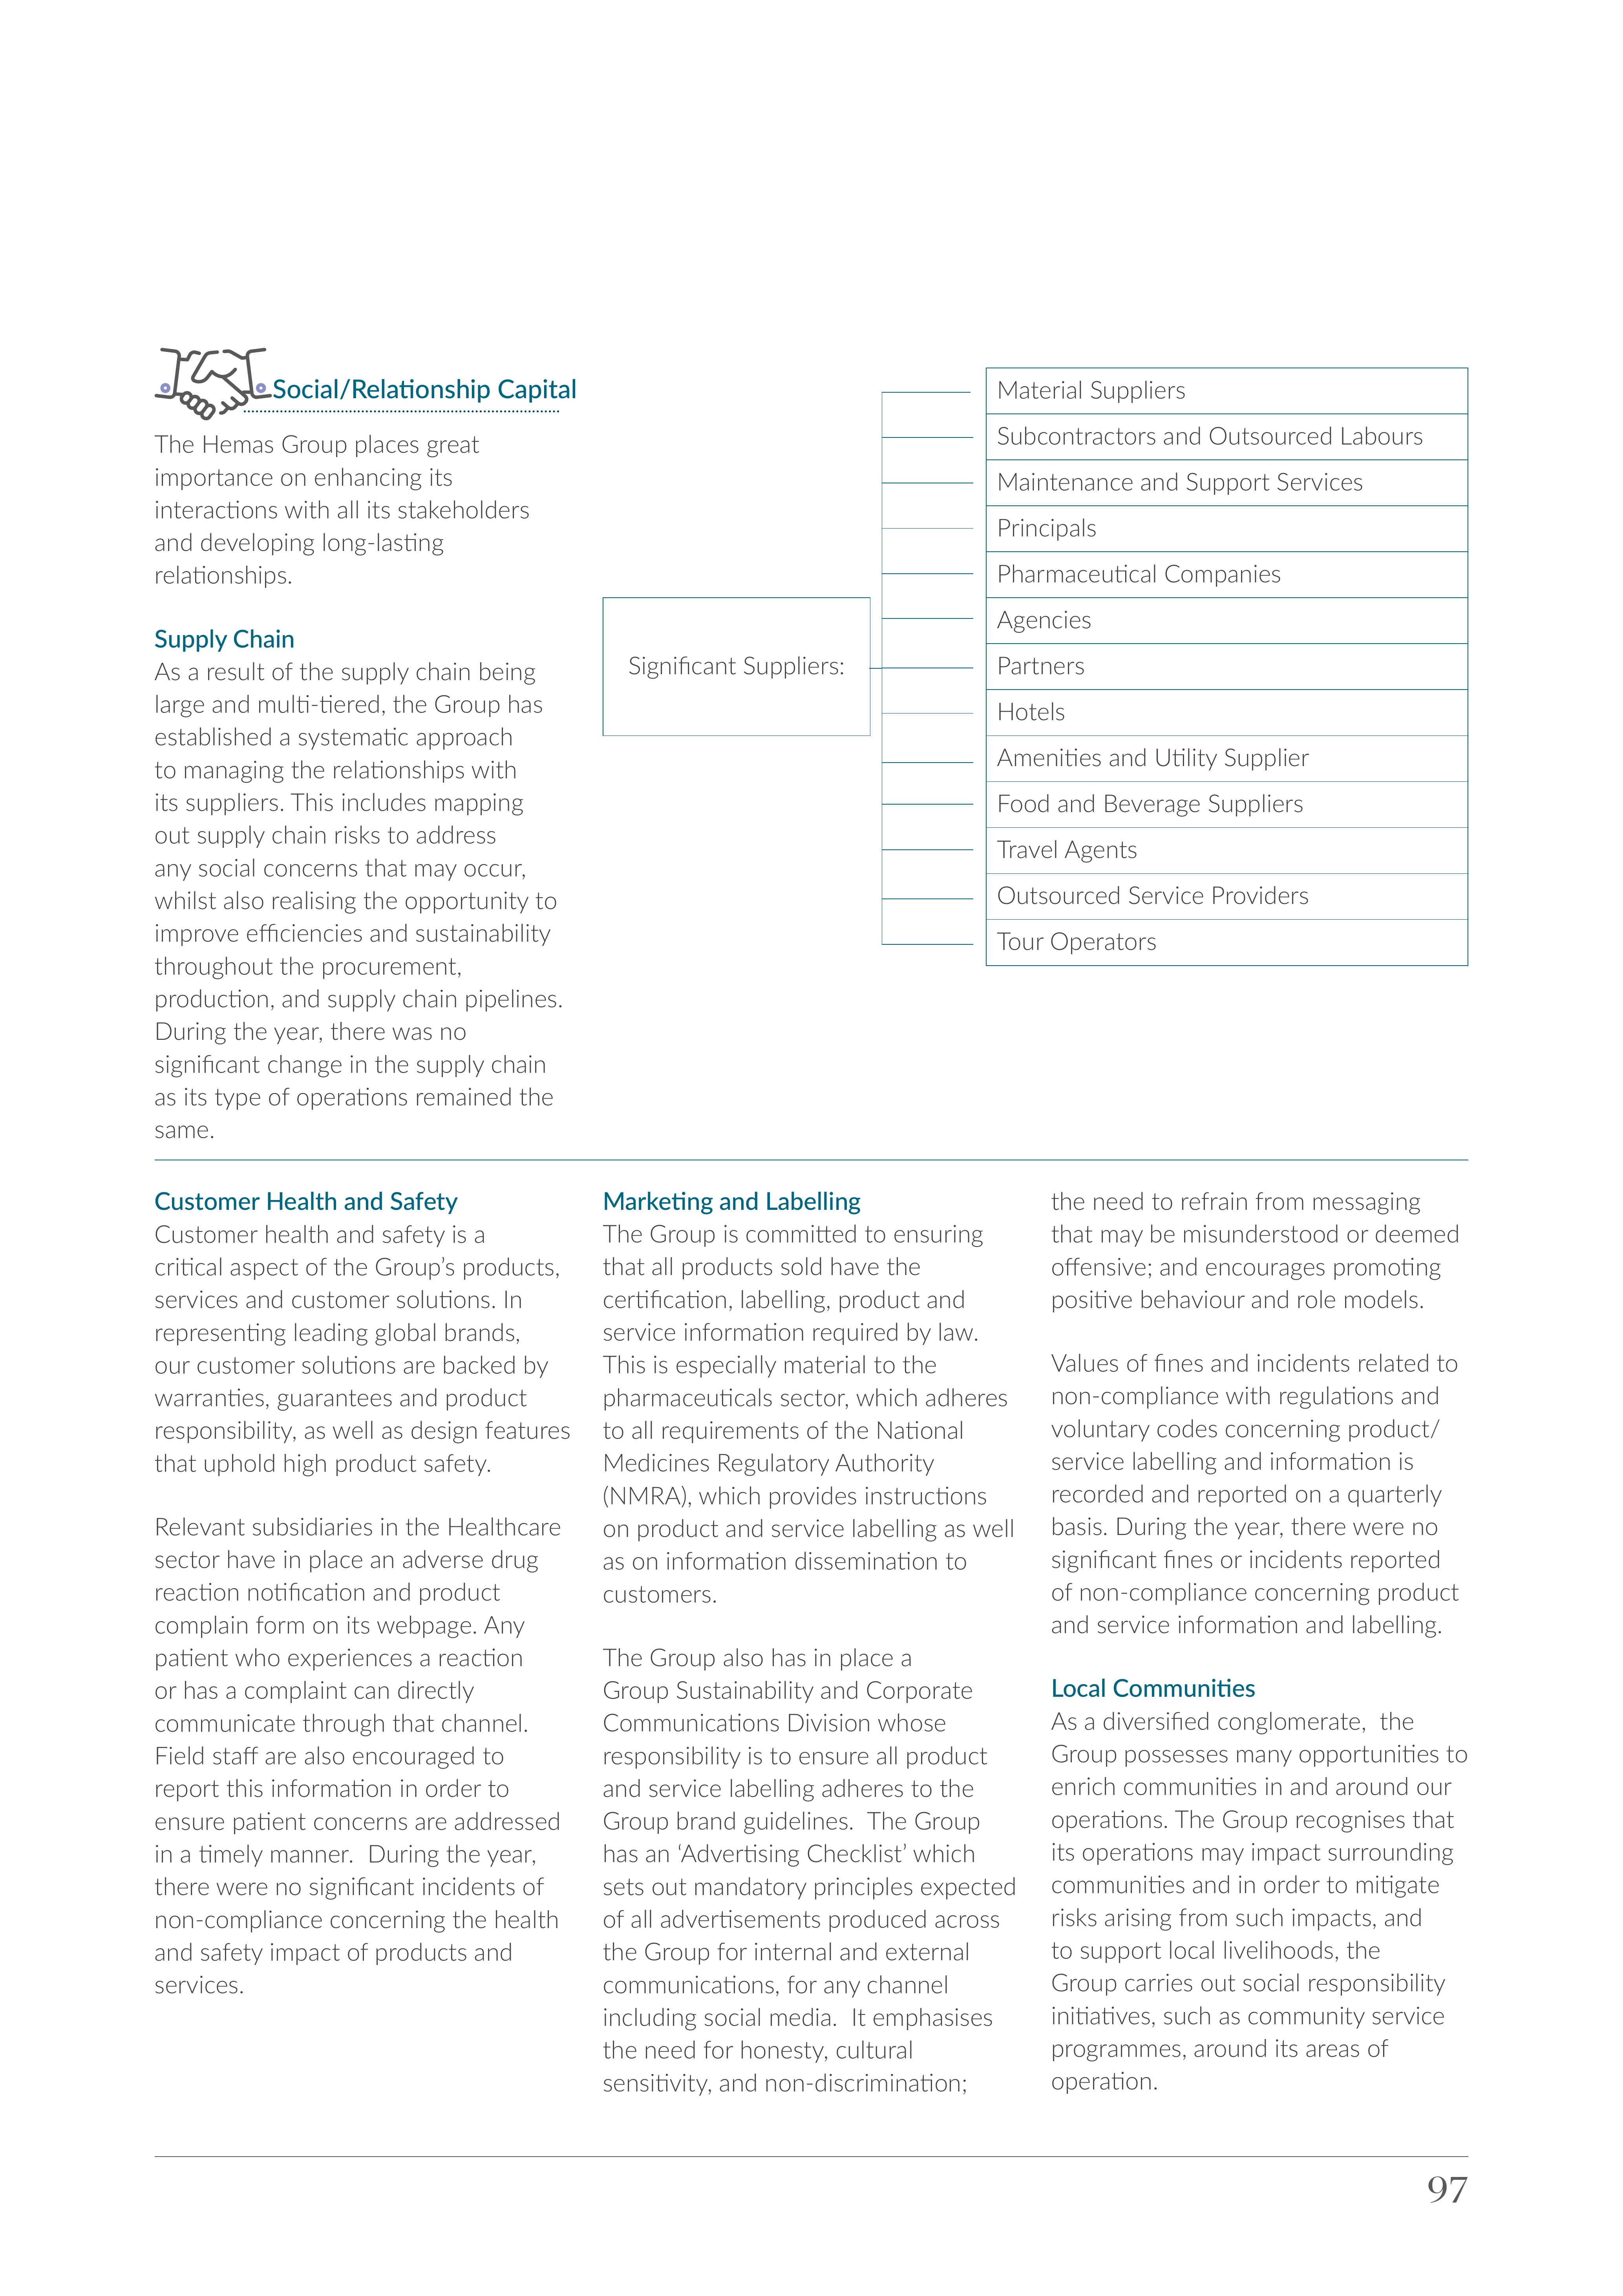 Social/Relationship Capital
The Hemas Group places great
importance on enhancing its
interactions with all its stakeholders
and developing long-lasting
relationships.
Supply Chain
As a result of the supply chain being
large and multi-tiered, the Group has
established a systematic approach
to managing the relationships with
its suppliers. This includes mapping
out supply chain risks to address
any social concerns that may occur,
whilst also realising the opportunity to
improve efficiencies and sustainability
throughout the procurement,
production, and supply chain pipelines.
During the year, there was no
significant change in the supply chain
as its type of operations remained the
same.
Significant Suppliers:
Material Suppliers
Subcontractors and Outsourced Labours
Maintenance and Support Services
Principals
Pharmaceutical Companies
Agencies
Partners
Hotels
Amenities and Utility Supplier
Food and Beverage Suppliers
Travel Agents
Outsourced Service Providers
Tour Operators
Customer Health and Safety
Customer health and safety is a
critical aspect of the Group's products,
services and customer solutions. In
representing leading global brands,
our customer solutions are backed by
warranties, guarantees and product
responsibility, as well as design features
that uphold high product safety.
Relevant subsidiaries in the Healthcare
sector have in place an adverse drug
reaction notification and product
complain form on its webpage. Any
patient who experiences a reaction
or has a complaint can directly
communicate through that channel.
Field staff are also encouraged to
report this information in order to
ensure patient concerns are addressed
in a timely manner.  During the year,
there were no significant incidents of
non-compliance concerning the health
and safety impact of products and
services.
Marketing and Labelling
The Group is committed to ensuring
that all products sold have the
certification, labelling, product and
service information required by law.
This is especially material to the
pharmaceuticals sector, which adheres
to all requirements of the National
Medicines Regulatory Authority
(NMRA), which provides instructions
on product and service labelling as well
as on information dissemination to
customers.
The Group also has in place a
Group Sustainability and Corporate
Communications Division whose
responsibility is to ensure all product
and service labelling adheres to the
Group brand guidelines.  The Group
has an ‘Advertising Checklist’ which
sets out mandatory principles expected
of all advertisements produced across
the Group for internal and external
communications, for any channel
including social media.  It emphasises
the need for honesty, cultural
sensitivity, and non-discrimination;
the need to refrain from messaging
that may be misunderstood or deemed
offensive; and encourages promoting
positive behaviour and role models.
Values of fines and incidents related to
non-compliance with regulations and
voluntary codes concerning product/
service labelling and information is
recorded and reported on a quarterly
basis. During the year, there were no
significant fines or incidents reported
of non-compliance concerning product
and service information and labelling.
Local Communities
As a diversified conglomerate,  the
Group possesses many opportunities to
enrich communities in and around our
operations. The Group recognises that
its operations may impact surrounding
communities and in order to mitigate
risks arising from such impacts, and
to support local livelihoods, the
Group carries out social responsibility
initiatives, such as community service
programmes, around its areas of
operation.
97